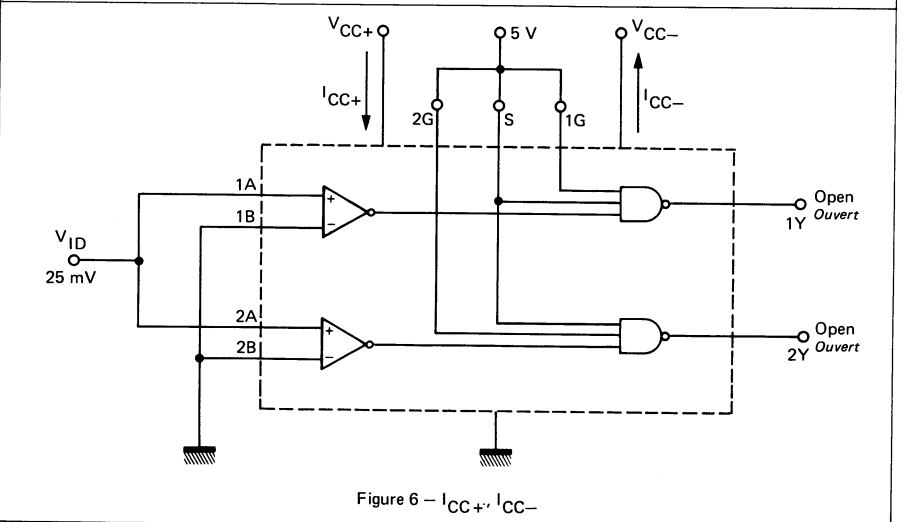 VCC+
5 V
VCC−
ICC+
ICC−
2G
S
1G
1A
+
1B
−
Open
Ouvert
1Y
VID
25 mV
2A
+
2B
−
Open
Ouvert
2Y
Figure 6 – ICC+, ICC−